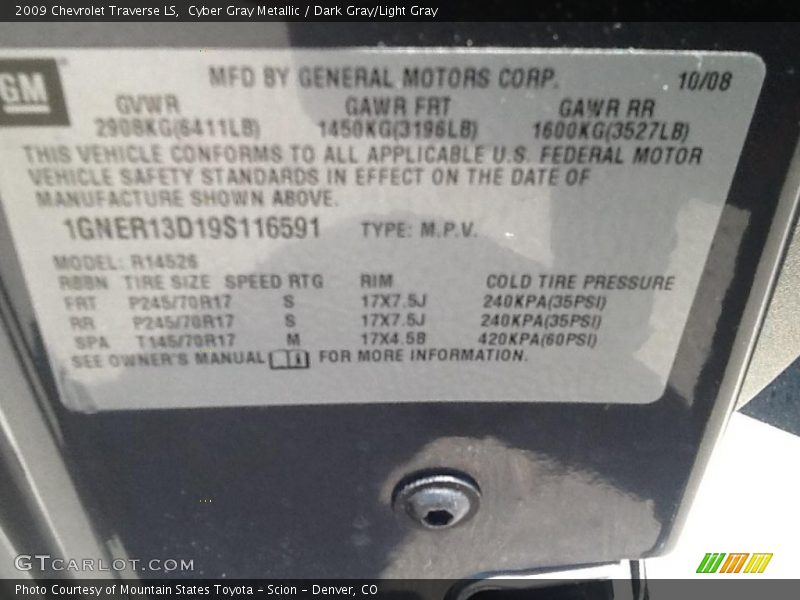 2009 Chevrolet Traverse LS, Cyber Gray Metallic / Dark Gray/Light Gray
GM
MFD BY GENERAL MOTORS CORP. 10/08
GVWR GAWR FRT GAWR RR
2908KG(6411LB) 1450KG(3196LB) 1600KG(3527LB)
THIS VEHICLE CONFORMS TO ALL APPLICABLE U.S. FEDERAL MOTOR
VEHICLE SAFETY STANDARDS IN EFFECT ON THE DATE OF
MANUFACTURE SHOWN ABOVE.
1GNER13D19S116591 TYPE: M.P.V.
MODEL: R14526
RBBN TIRE SIZE SPEED RTG RIM COLD TIRE PRESSURE
FRT P245/70R17 S 17X7.5J 240KPA(35PSI)
RR P245/70R17 S 17X7.5J 240KPA(35PSI)
SPA T145/70R17 M 17X4.5B 420KPA(60PSI)
SEE OWNER'S MANUAL FOR MORE INFORMATION.
GTCARLOT.COM
Photo Courtesy of Mountain States Toyota - Scion - Denver, CO